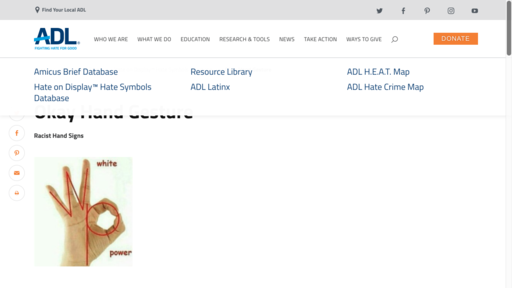 Find Your Local ADL
ADL
FIGHTING HATE FOR GOOD
WHO WE ARE
WHAT WE DO
EDUCATION
RESEARCH & TOOLS
NEWS
TAKE ACTION
WAYS TO GIVE
DONATE
Amicus Brief Database
Resource Library
ADL H.E.A.T. Map
Hate on Display™ Hate Symbols
Database
ADL Latinx
ADL Hate Crime Map
Okay Hand Gesture
Racist Hand Signs
white
power